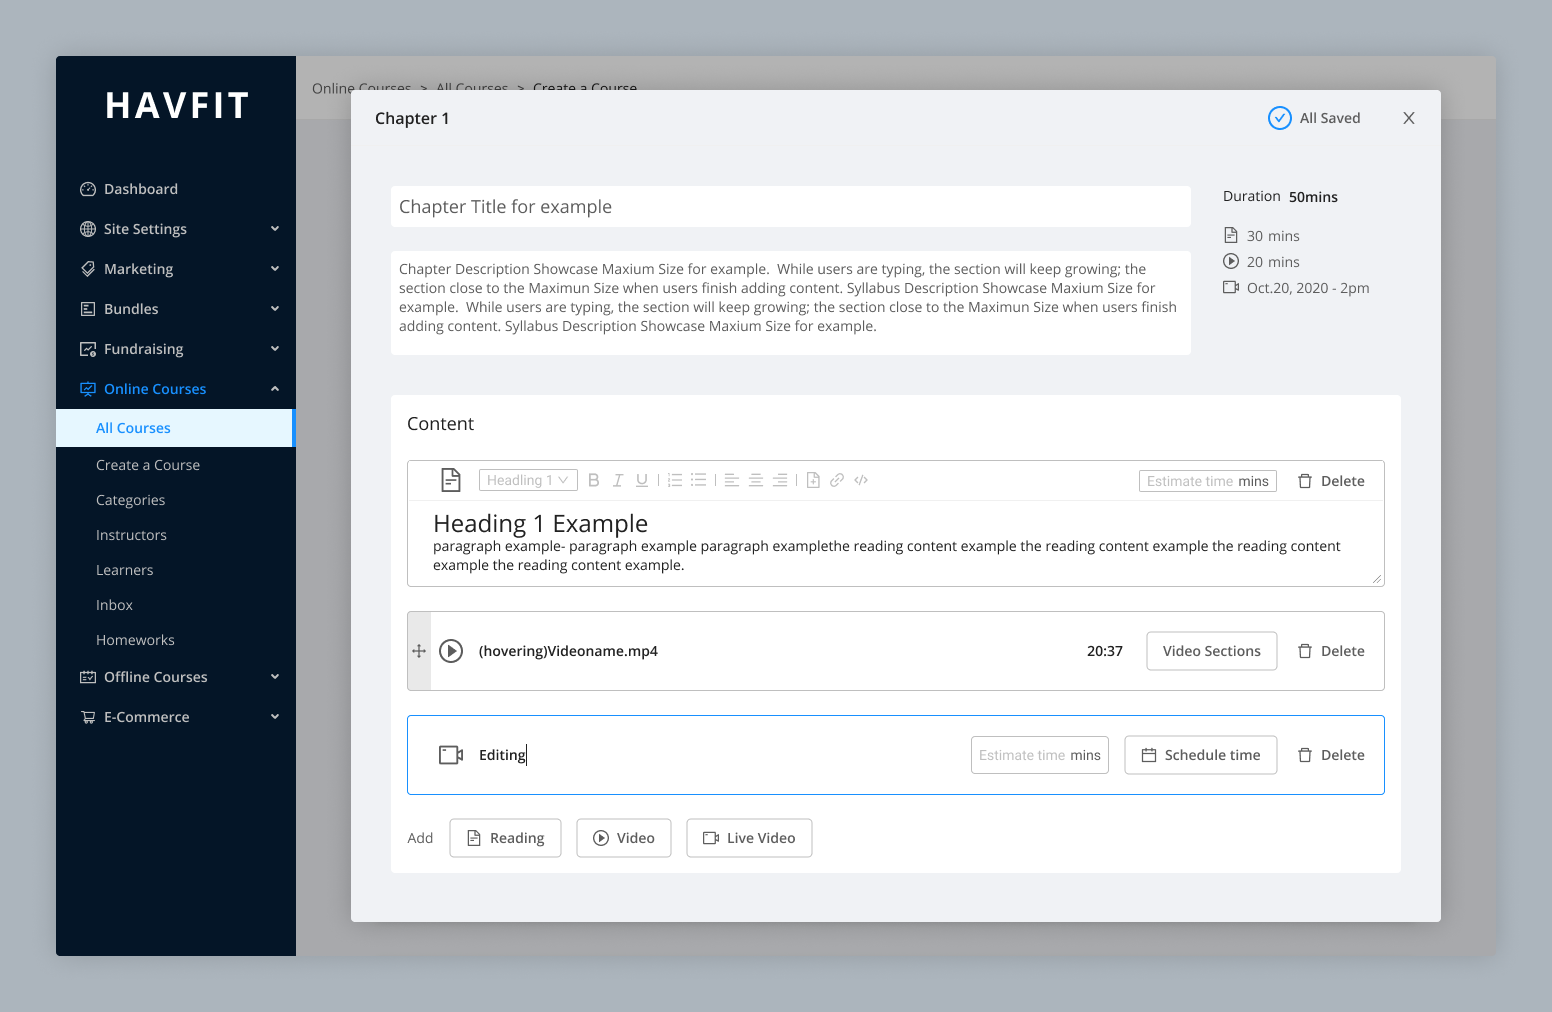 HAVFIT
Dashboard
Site Settings
Marketing
Bundles
Fundraising
Online Courses
All Courses
Create a Course
Categories
Instructors
Learners
Inbox
Homeworks
Offline Courses
E-Commerce
Online Courses > All Courses > Create a Course
Chapter 1
All Saved
Chapter Title for example
Chapter Description Showcase Maxium Size for example.  While users are typing, the section will keep growing; the
section close to the Maximun Size when users finish adding content. Syllabus Description Showcase Maxium Size for
example.  While users are typing, the section will keep growing; the section close to the Maximun Size when users finish
adding content. Syllabus Description Showcase Maxium Size for example.
Duration 50mins
30 mins
20 mins
Oct.20, 2020 - 2pm
Content
Headling 1
B I U
Estimate time mins
Delete
Heading 1 Example
paragraph example- paragraph example paragraph examplethe reading content example the reading content example the reading content
example the reading content example.
(hovering)Videoname.mp4
20:37
Video Sections
Delete
Editing
Estimate time mins
Schedule time
Delete
Add
Reading
Video
Live Video